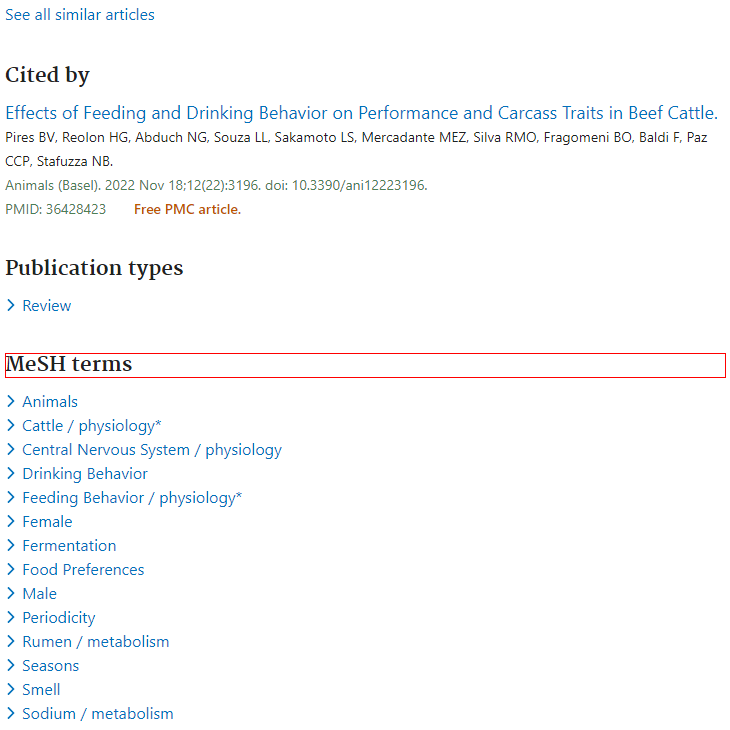 See all similar articles
Cited by
Effects of Feeding and Drinking Behavior on Performance and Carcass Traits in Beef Cattle.
Pires BV, Reolon HG, Abduch NG, Souza LL, Sakamoto LS, Mercadante MEZ, Silva RMO, Fragomeni BO, Baldi F, Paz
CCP, Stafuzza NB.
Animals (Basel). 2022 Nov 18;12(22):3196. doi: 10.3390/ani12223196.
PMID: 36428423 Free PMC article.
Publication types
Review
MeSH terms
Animals
Cattle / physiology*
Central Nervous System / physiology
Drinking Behavior
Feeding Behavior / physiology*
Female
Fermentation
Food Preferences
Male
Periodicity
Rumen / metabolism
Seasons
Smell
Sodium / metabolism